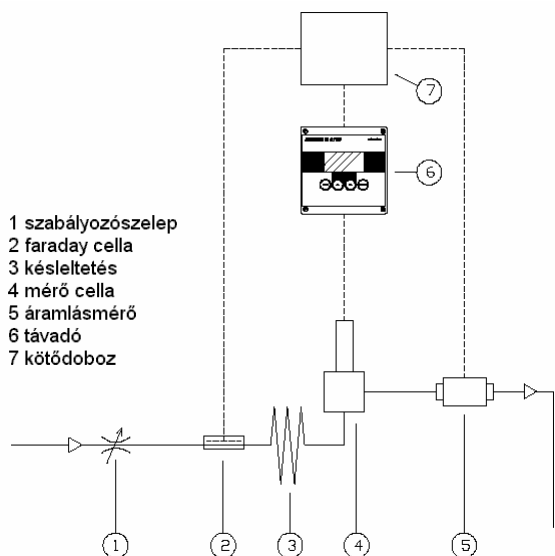 7
6
1 szabályozószelep
2 faraday cella
3 késleltetés
4 mérő cella
5 áramlásmérő
6 távadó
7 kötődoboz
1 2 3 4 5